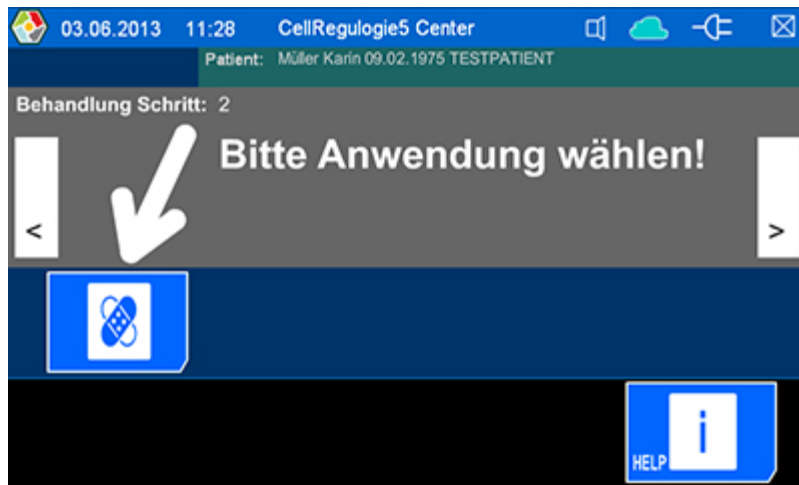 03.06.2013 11:28 CellRegulogie5 Center
Patient: Müller Karin 09.02.1975 TESTPATIENT
Behandlung Schritt: 2
Bitte Anwendung wählen!
< >
HELP i